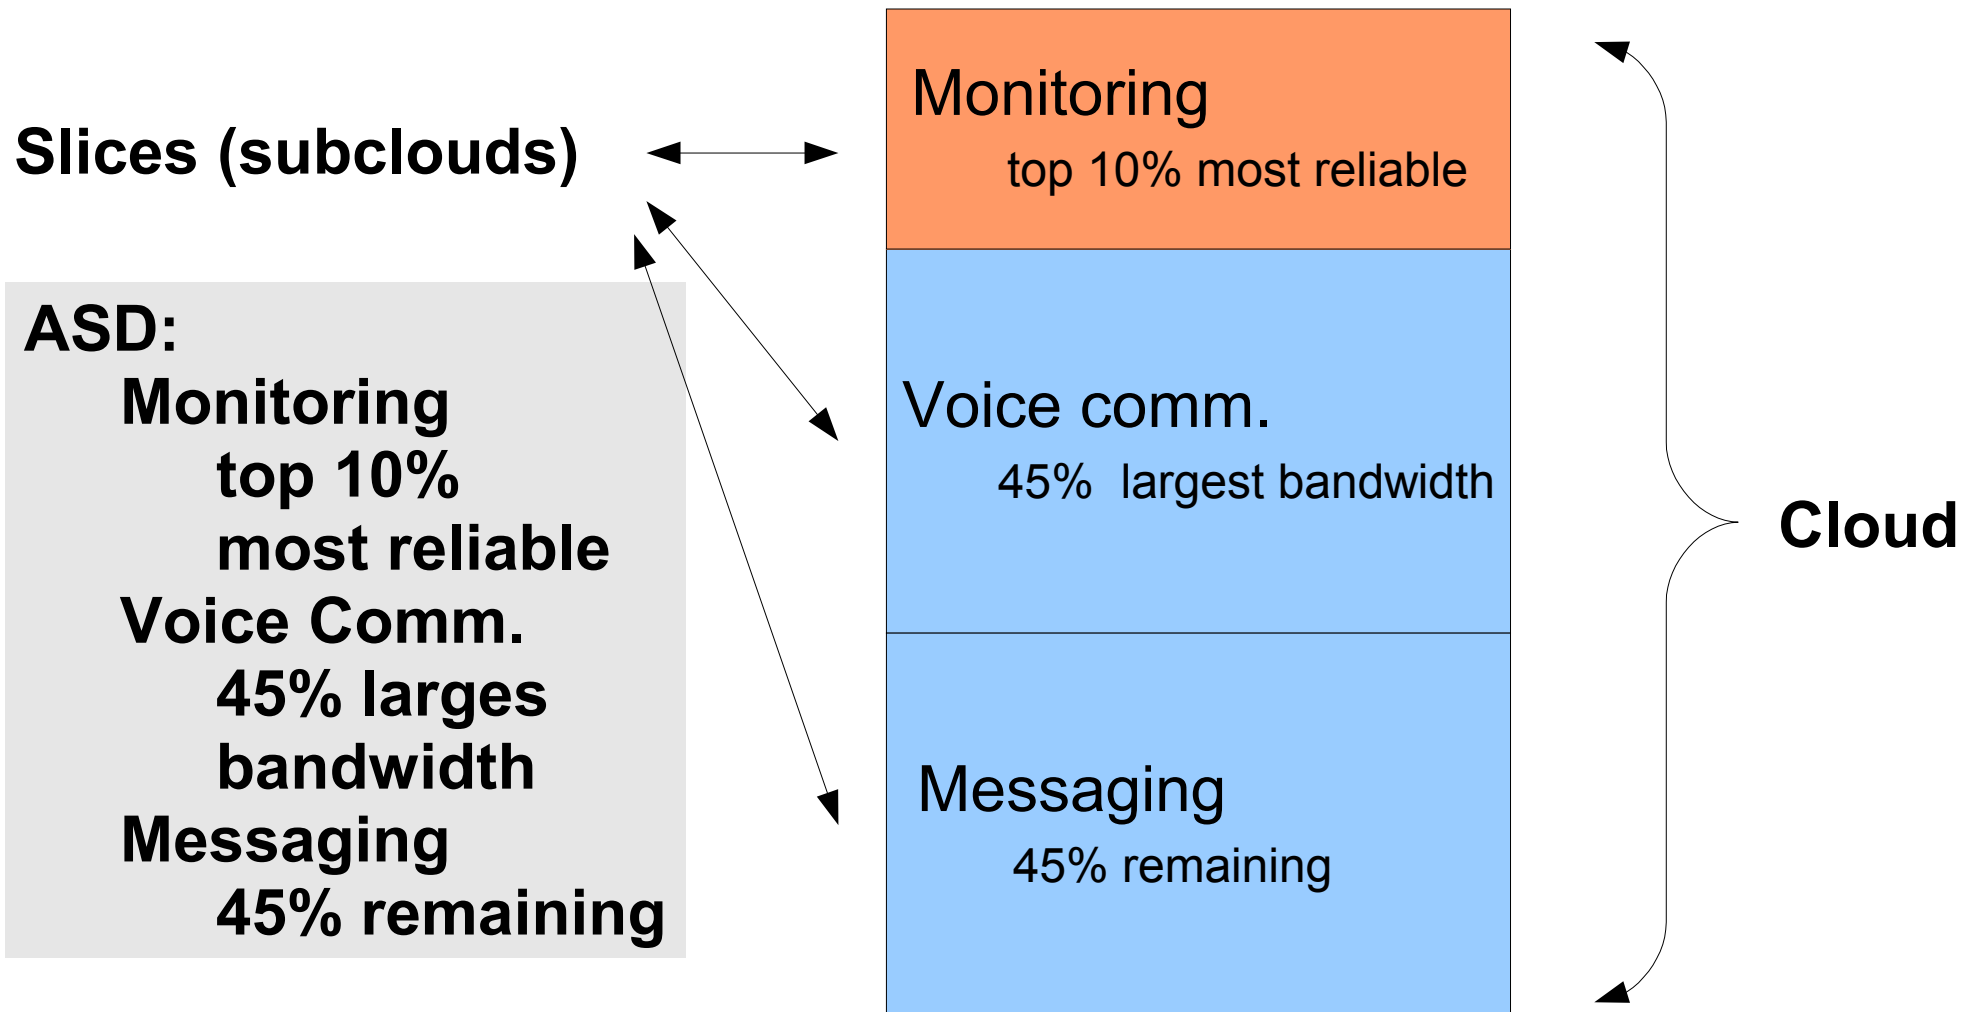 Slices (subclouds)
ASD:
Monitoring
top 10%
most reliable
Voice Comm.
45% larges
bandwidth
Messaging
45% remaining
Monitoring
top 10% most reliable
Voice comm.
45% largest bandwidth
Messaging
45% remaining
Cloud